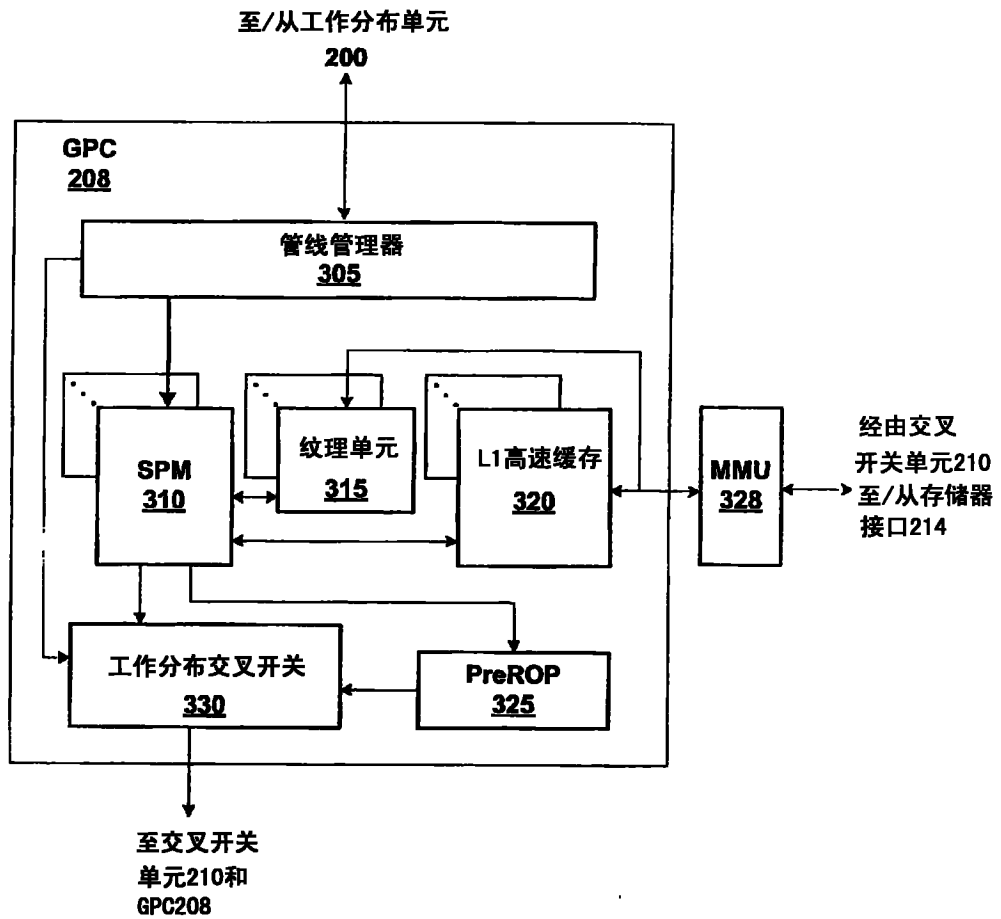 至/从工作分布单元
200
GPC
208
管线管理器
305
SPM
310
纹理单元
315
L1高速缓存
320
MMU
328
经由交叉
开关单元210
至/从存储器
接口214
工作分布交叉开关
330
PreROP
325
至交叉开关
单元210和
GPC208